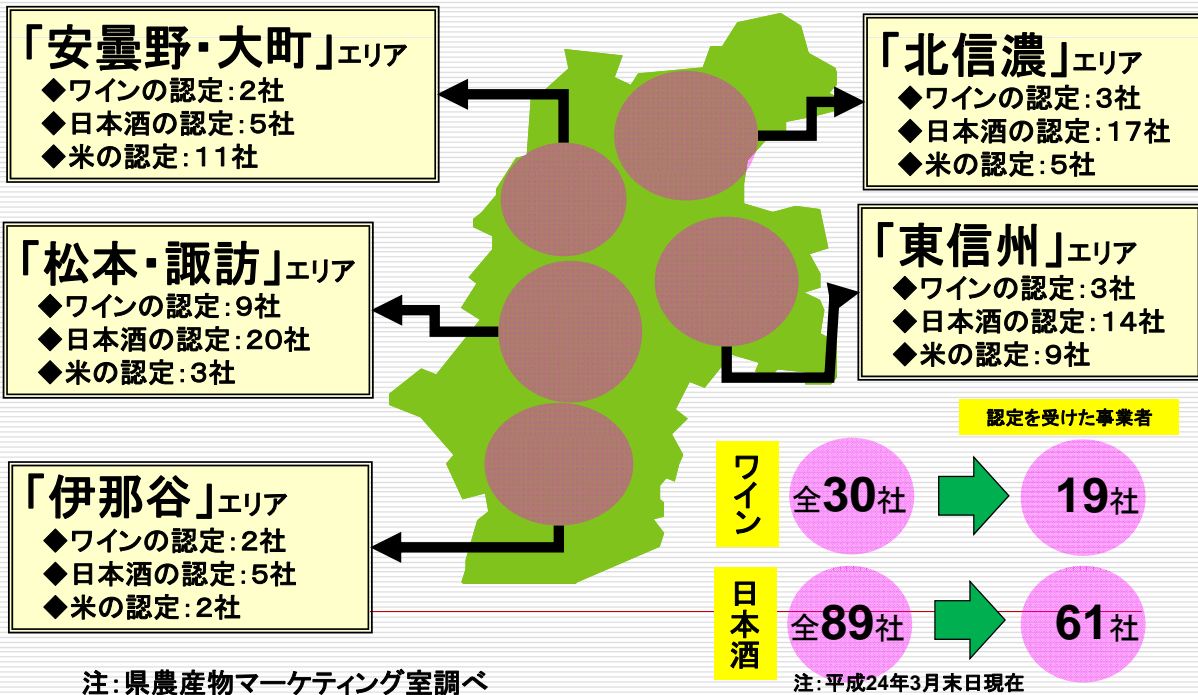 「安曇野・大町」エリア
◆ワインの認定:2社
◆日本酒の認定:5社
◆米の認定:11社
「北信濃」エリア
◆ワインの認定:3社
◆日本酒の認定:17社
◆米の認定:5社
「松本・諏訪」エリア
◆ワインの認定:9社
◆日本酒の認定:20社
◆米の認定:3社
「東信州」エリア
◆ワインの認定:3社
◆日本酒の認定:14社
◆米の認定:9社
「伊那谷」エリア
◆ワインの認定:2社
◆日本酒の認定:5社
◆米の認定:2社
認定を受けた事業者
ワイン
全30社
19社
日本酒
全89社
61社
注:県農産物マーケティング室調べ
注:平成24年3月末日現在